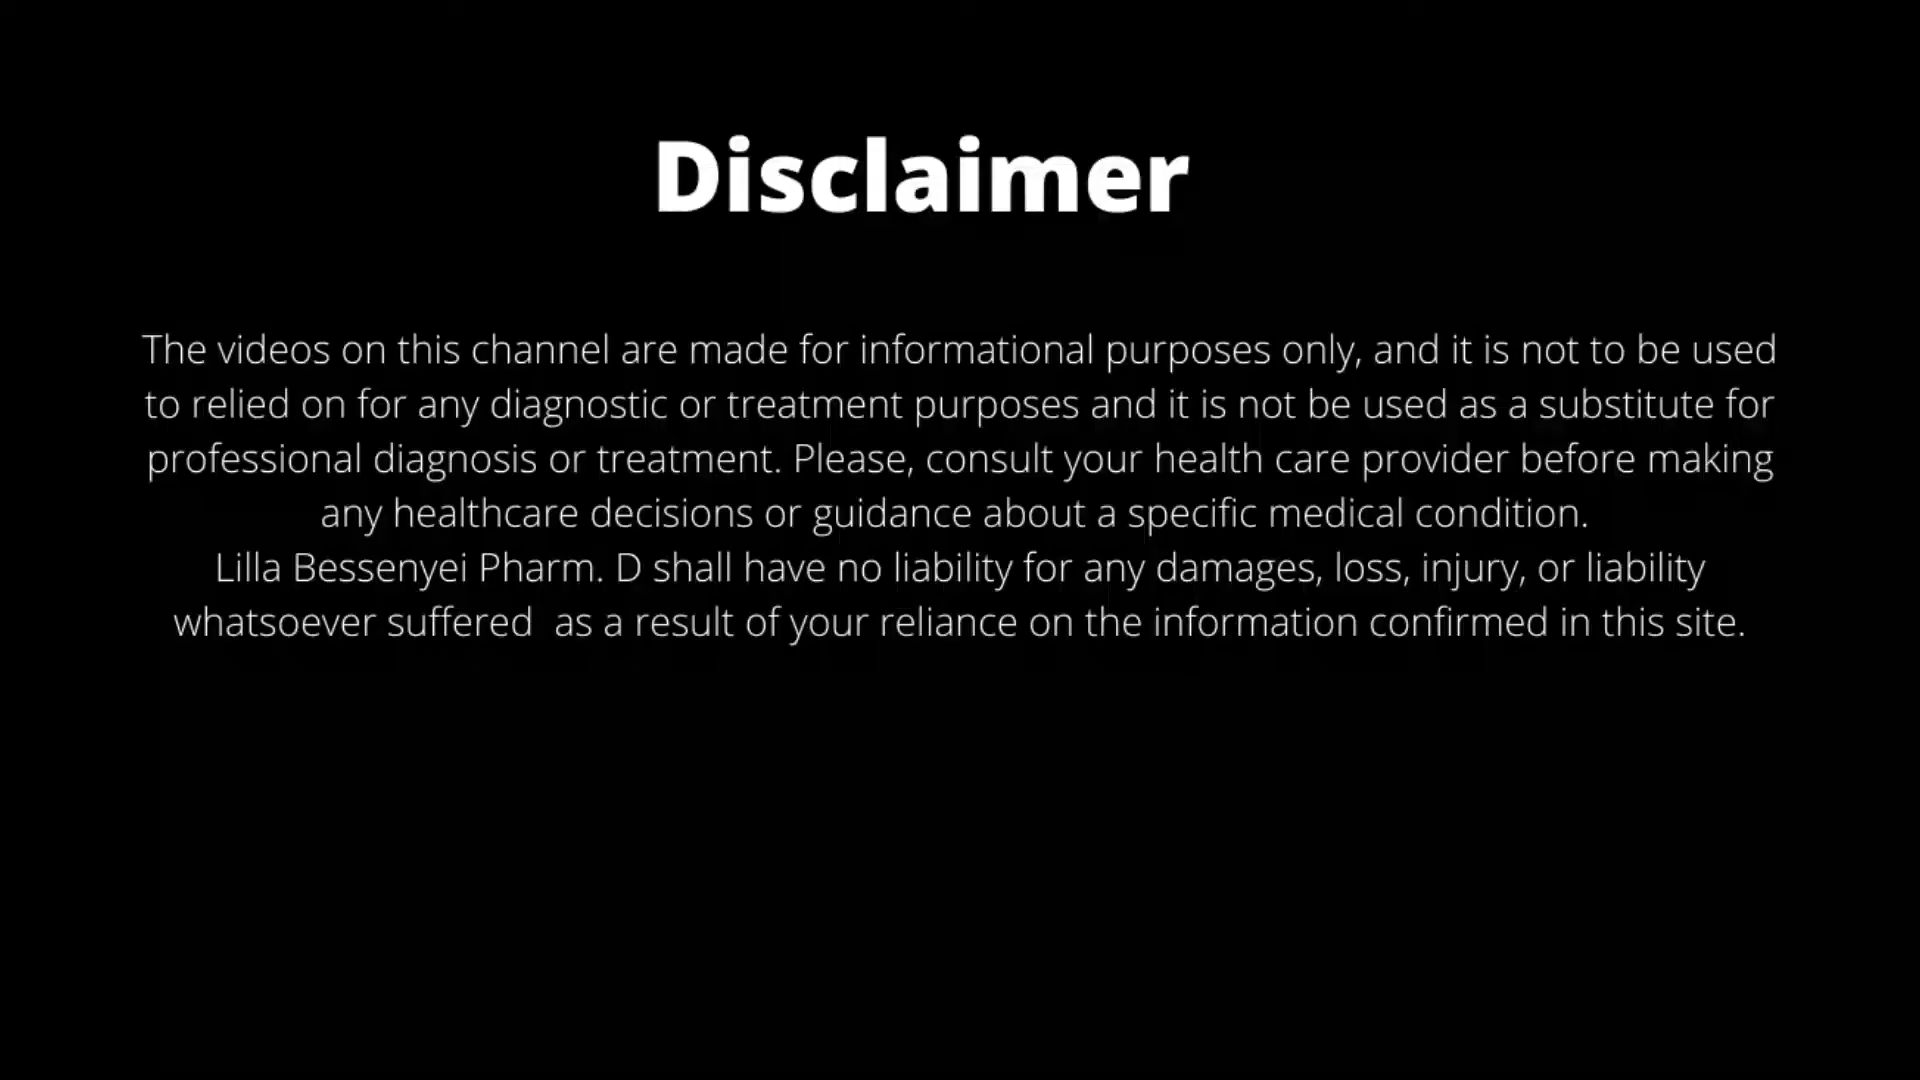 Disclaimer
The videos on this channel are made for informational purposes only, and it is not to be used
to relied on for any diagnostic or treatment purposes and it is not be used as a substitute for
professional diagnosis or treatment. Please, consult your health care provider before making
any healthcare decisions or guidance about a specific medical condition.
Lilla Bessenyei Pharm. D shall have no liability for any damages, loss, injury, or liability
whatsoever suffered  as a result of your reliance on the information confirmed in this site.